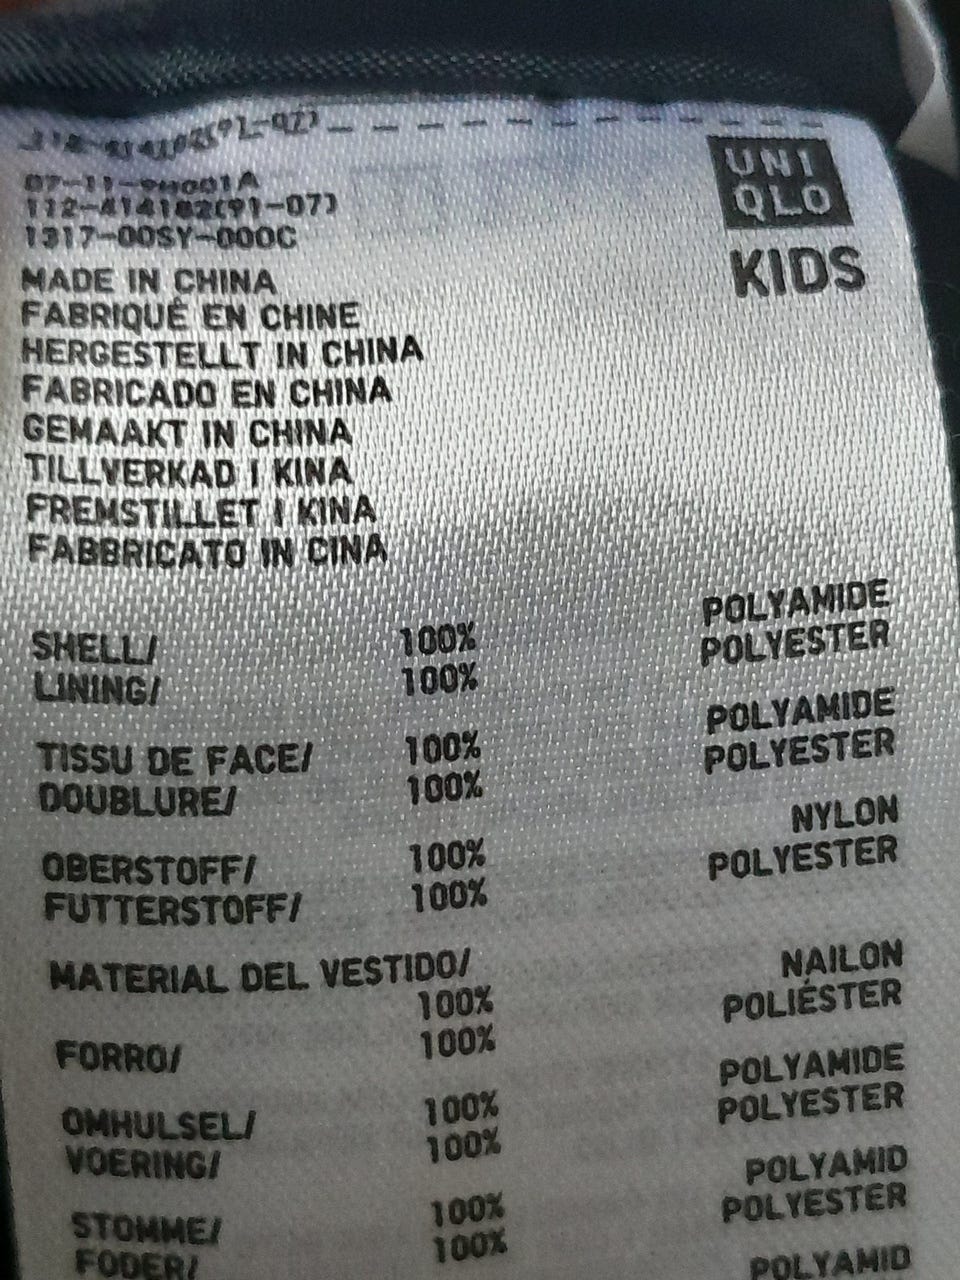 UNI
QLO
KIDS
112-414182(91-07)
1317-00SY-000C
MADE IN CHINA
FABRIQUÉ EN CHINE
HERGESTELLT IN CHINA
FABRICADO EN CHINA
GEMAAKT IN CHINA
TILLVERKAD I KINA
FREMSTILLET I KINA
FABBRICATO IN CINA
SHELL/ 100% POLYAMIDE
LINING/ 100% POLYESTER
TISSU DE FACE/ 100% POLYAMIDE
DOUBLURE/ 100% POLYESTER
OBERSTOFF/ 100% NYLON
FUTTERSTOFF/ 100% POLYESTER
MATERIAL DEL VESTIDO/
100% NAILON
FORRO/ 100% POLIÉSTER
OMHULSEL/ 100% POLYAMIDE
VOERING/ 100% POLYESTER
STOMME/ 100% POLYAMID
FODER/ 100% POLYESTER
POLYAMID